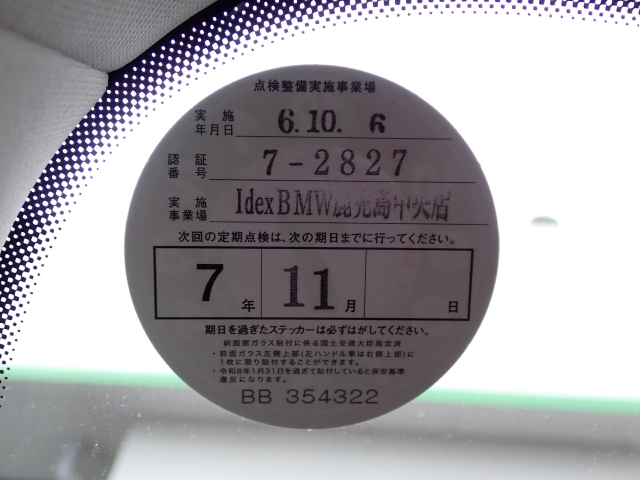 点検整備実施事業場
実施年月日 6.10. 6
認証番号 7-2827
実施事業場 IdexBMW鹿児島中央店
次回の定期点検は、次の期日までに行ってください。
7年 11月 日
期日を過ぎたステッカーは必ずはがしてください。
前面窓ガラス貼付に係る国土交通大臣指定済
・前面ガラス左側上部(左ハンドル車は右側上部)に
1枚に限り貼付することができます。
・令和8年1月31日を過ぎて貼付していると保安基準
違反になります。
BB 354322